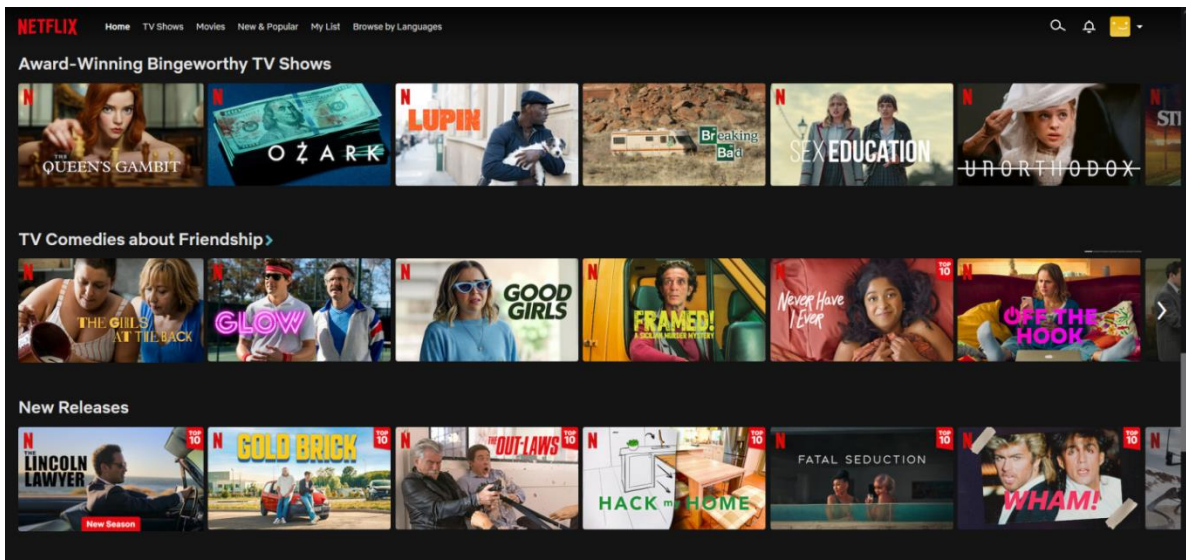 NETFLIX Home TV Shows Movies New & Popular My List Browse by Languages
Award-Winning Bingeworthy TV Shows
N
THE
QUEEN'S GAMBIT
N
OZARK
N
LUPIN
Breaking
Bad
N
SEX EDUCATION
N
UNORTHODOX
N
TV Comedies about Friendship >
N
THE GIRLS
AT THE BACK
N
GLOW
N
GOOD
GIRLS
N
FRAMED!
A SICILIAN MURDER MYSTERY
N
TOP
10
Never Have
I Ever
N
OFF THE
HOOK
New Releases
N
TOP
10
THE
LINCOLN
LAWYER
New Season
N
TOP
10
GOLD BRICK
N
TOP
10
THE OUT-LAWS
N
TOP
10
HACK my HOME
N
TOP
10
FATAL SEDUCTION
N
TOP
10
WHAM!
N